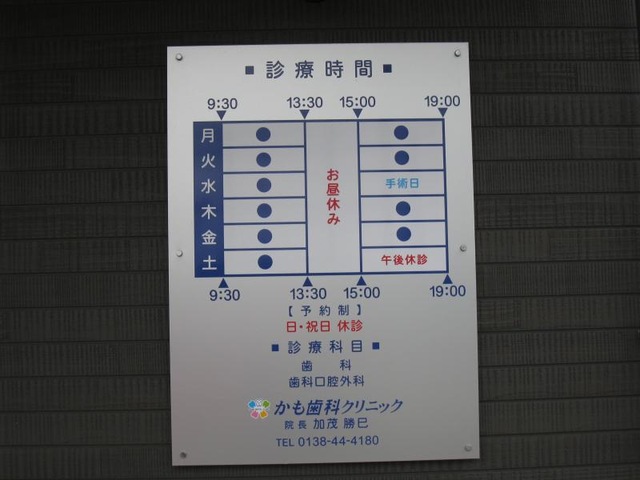 ■ 診療時間 ■
9:30 13:30 15:00 19:00
月 ● ●
火 ● ●
水 ● 手術日
木 ● ●
金 ● ●
土 ● 午後休診
お昼休み
9:30 13:30 15:00 19:00
【予約制】
日・祝日 休診
■ 診療科目 ■
歯 科
歯科口腔外科
かも歯科クリニック
院長 加茂 勝巳
TEL 0138-44-4180